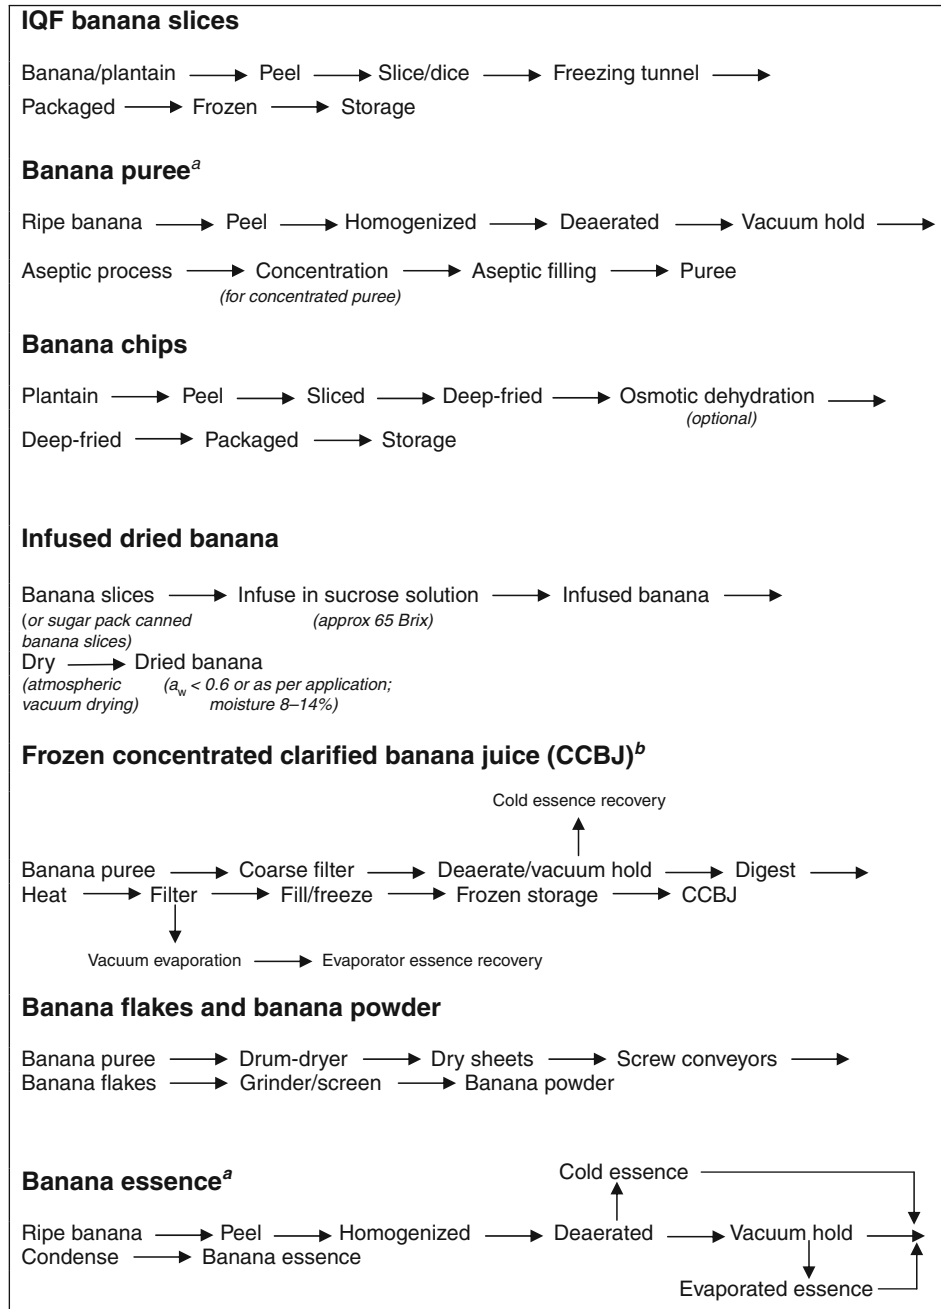 IQF banana slices
Banana/plantain → Peel → Slice/dice → Freezing tunnel →
Packaged → Frozen → Storage
Banana puree^a
Ripe banana → Peel → Homogenized → Deaerated → Vacuum hold →
Aseptic process → Concentration → Aseptic filling → Puree
(for concentrated puree)
Banana chips
Plantain → Peel → Sliced → Deep-fried → Osmotic dehydration →
(optional)
Deep-fried → Packaged → Storage
Infused dried banana
Banana slices → Infuse in sucrose solution → Infused banana →
(or sugar pack canned (approx 65 Brix)
banana slices)
Dry → Dried banana
(atmospheric (a_w < 0.6 or as per application;
vacuum drying) moisture 8–14%)
Frozen concentrated clarified banana juice (CCBJ)^b
Cold essence recovery
Banana puree → Coarse filter → Deaerate/vacuum hold → Digest →
Heat → Filter → Fill/freeze → Frozen storage → CCBJ
Vacuum evaporation → Evaporator essence recovery
Banana flakes and banana powder
Banana puree → Drum-dryer → Dry sheets → Screw conveyors →
Banana flakes → Grinder/screen → Banana powder
Cold essence
Banana essence^a
Ripe banana → Peel → Homogenized → Deaerated → Vacuum hold →
Condense → Banana essence
Evaporated essence